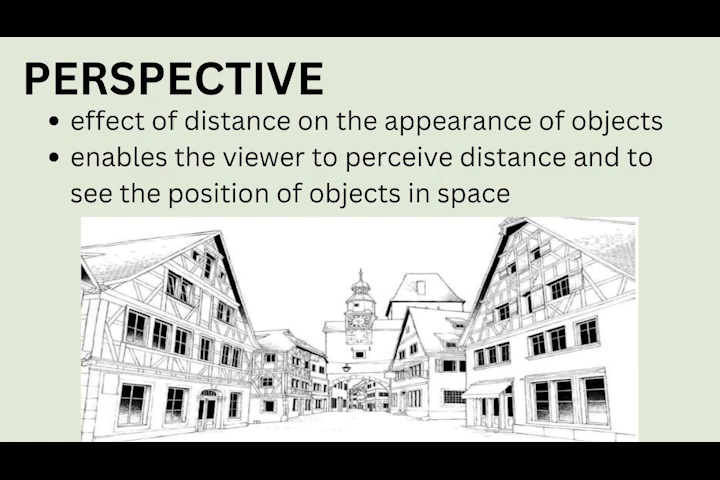 PERSPECTIVE
• effect of distance on the appearance of objects
• enables the viewer to perceive distance and to
see the position of objects in space